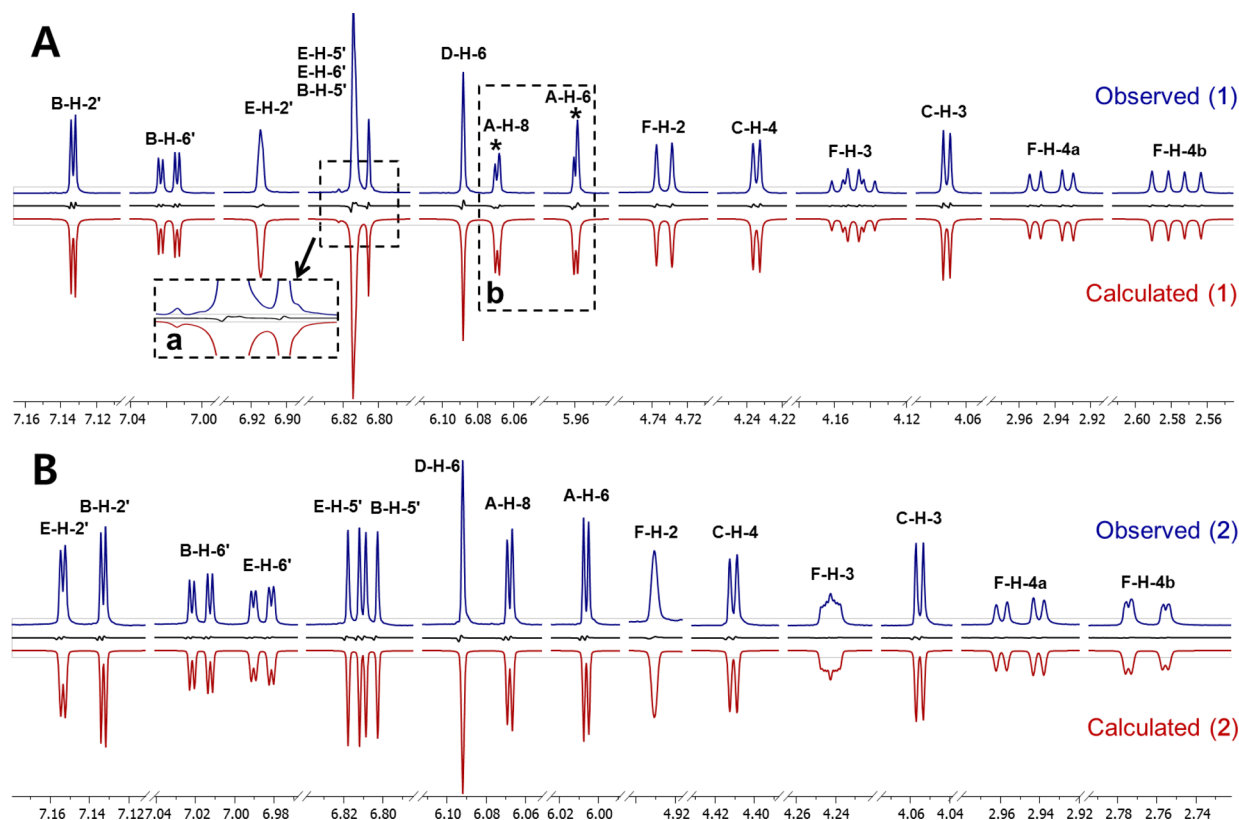 A
B-H-2'
B-H-6'
E-H-2'
E-H-5'
E-H-6'
B-H-5'
D-H-6
A-H-8
*
A-H-6
*
F-H-2
C-H-4
F-H-3
C-H-3
F-H-4a
F-H-4b
Observed (1)
Calculated (1)
a
b
7.16 7.14 7.12 7.04 7.00 6.92 6.90 6.82 6.80 6.10 6.08 6.06 5.96 4.74 4.72 4.24 4.22 4.16 4.12 4.06 2.96 2.94 2.92 2.60 2.58 2.56
B
E-H-2'
B-H-2'
B-H-6'
E-H-6'
E-H-5'
B-H-5'
D-H-6
A-H-8
A-H-6
F-H-2
C-H-4
F-H-3
C-H-3
F-H-4a
F-H-4b
Observed (2)
Calculated (2)
7.16 7.14 7.12 7.04 7.02 7.00 6.98 6.82 6.80 6.10 6.08 6.06 6.02 6.00 4.92 4.42 4.40 4.26 4.24 4.06 4.04 2.96 2.94 2.92 2.78 2.76 2.74